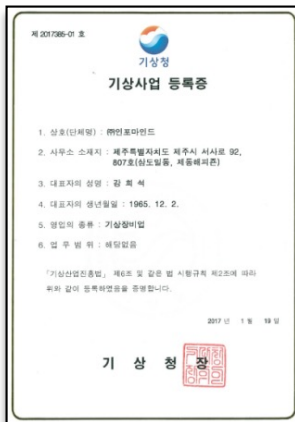 제 2017385-01 호
기상청
기상사업 등록증
1. 상호(단체명) : ㈜인포마인드
2. 사무소 소재지 : 제주특별자치도 제주시 서사로 92,
807호(삼도일동, 제동해피존)
3. 대표자의 성명 : 강 희 석
4. 대표자의 생년월일 : 1965. 12. 2.
5. 영업의 종류 : 기상장비업
6. 업 무 범 위 : 해당없음
「기상산업진흥법」 제6조 및 같은 법 시행규칙 제2조에 따라
위와 같이 등록하였음을 증명합니다.
2017 년 1 월 19 일
기 상 청 장